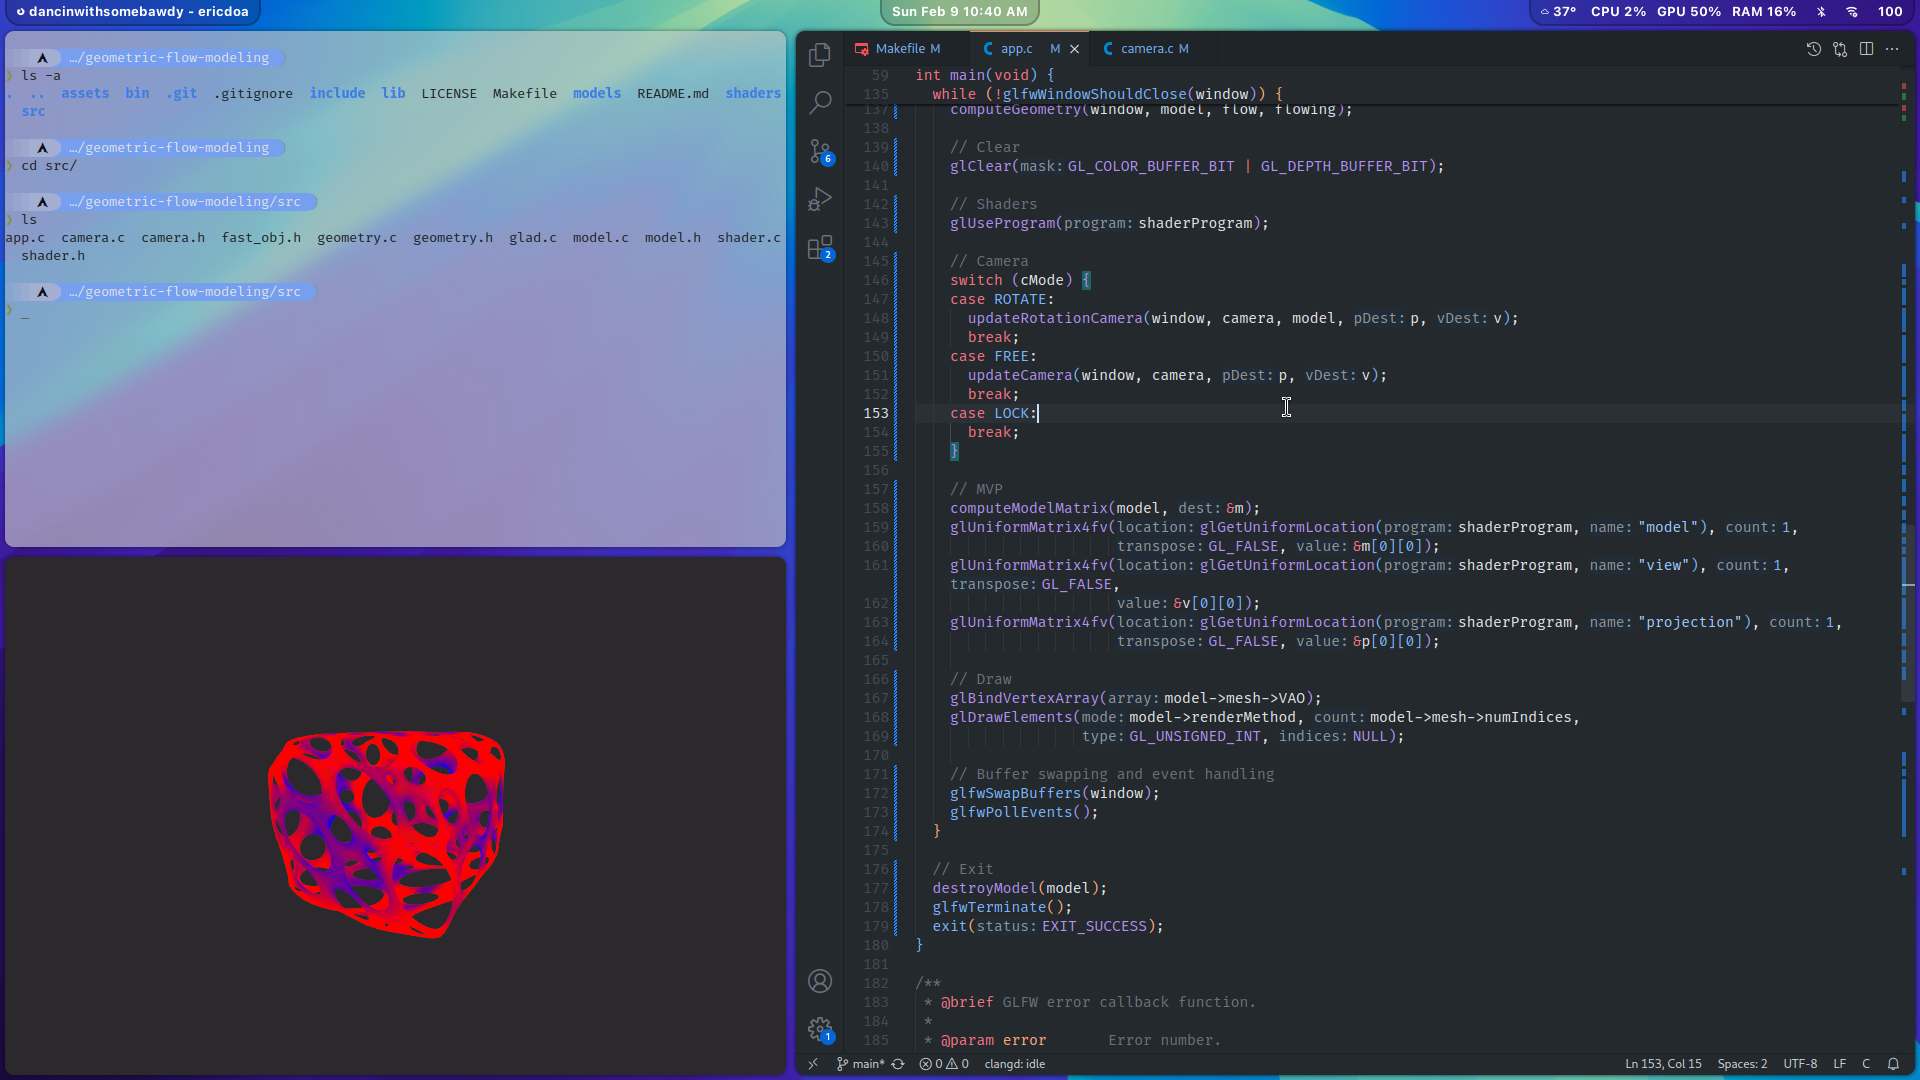 dancinwithsomebawdy - ericdoa
Sun Feb 9 10:40 AM
37° CPU 2% GPU 50% RAM 16% 100
…/geometric-flow-modeling
❯ ls -a
. .. assets bin .git .gitignore include lib LICENSE Makefile models README.md shaders
src
…/geometric-flow-modeling
❯ cd src/
…/geometric-flow-modeling/src
❯ ls
app.c camera.c camera.h fast_obj.h geometry.c geometry.h glad.c model.c model.h shader.c
shader.h
…/geometric-flow-modeling/src
❯ _
Makefile M app.c M camera.c M
6
2
1
59 int main(void) {
135 while (!glfwWindowShouldClose(window)) {
137 computeGeometry(window, model, flow, flowing);
138
139 // Clear
140 glClear(mask: GL_COLOR_BUFFER_BIT | GL_DEPTH_BUFFER_BIT);
141
142 // Shaders
143 glUseProgram(program: shaderProgram);
144
145 // Camera
146 switch (cMode) {
147 case ROTATE:
148 updateRotationCamera(window, camera, model, pDest: p, vDest: v);
149 break;
150 case FREE:
151 updateCamera(window, camera, pDest: p, vDest: v);
152 break;
153 case LOCK:
154 break;
155 }
156
157 // MVP
158 computeModelMatrix(model, dest: &m);
159 glUniformMatrix4fv(location: glGetUniformLocation(program: shaderProgram, name: "model"), count: 1,
160 transpose: GL_FALSE, value: &m[0][0]);
161 glUniformMatrix4fv(location: glGetUniformLocation(program: shaderProgram, name: "view"), count: 1,
transpose: GL_FALSE,
162 value: &v[0][0]);
163 glUniformMatrix4fv(location: glGetUniformLocation(program: shaderProgram, name: "projection"), count: 1,
164 transpose: GL_FALSE, value: &p[0][0]);
165
166 // Draw
167 glBindVertexArray(array: model->mesh->VAO);
168 glDrawElements(mode: model->renderMethod, count: model->mesh->numIndices,
169 type: GL_UNSIGNED_INT, indices: NULL);
170
171 // Buffer swapping and event handling
172 glfwSwapBuffers(window);
173 glfwPollEvents();
174 }
175
176 // Exit
177 destroyModel(model);
178 glfwTerminate();
179 exit(status: EXIT_SUCCESS);
180 }
181
182 /**
183 * @brief GLFW error callback function.
184 *
185 * @param error Error number.
main* 0 0 clangd: idle Ln 153, Col 15 Spaces: 2 UTF-8 LF C